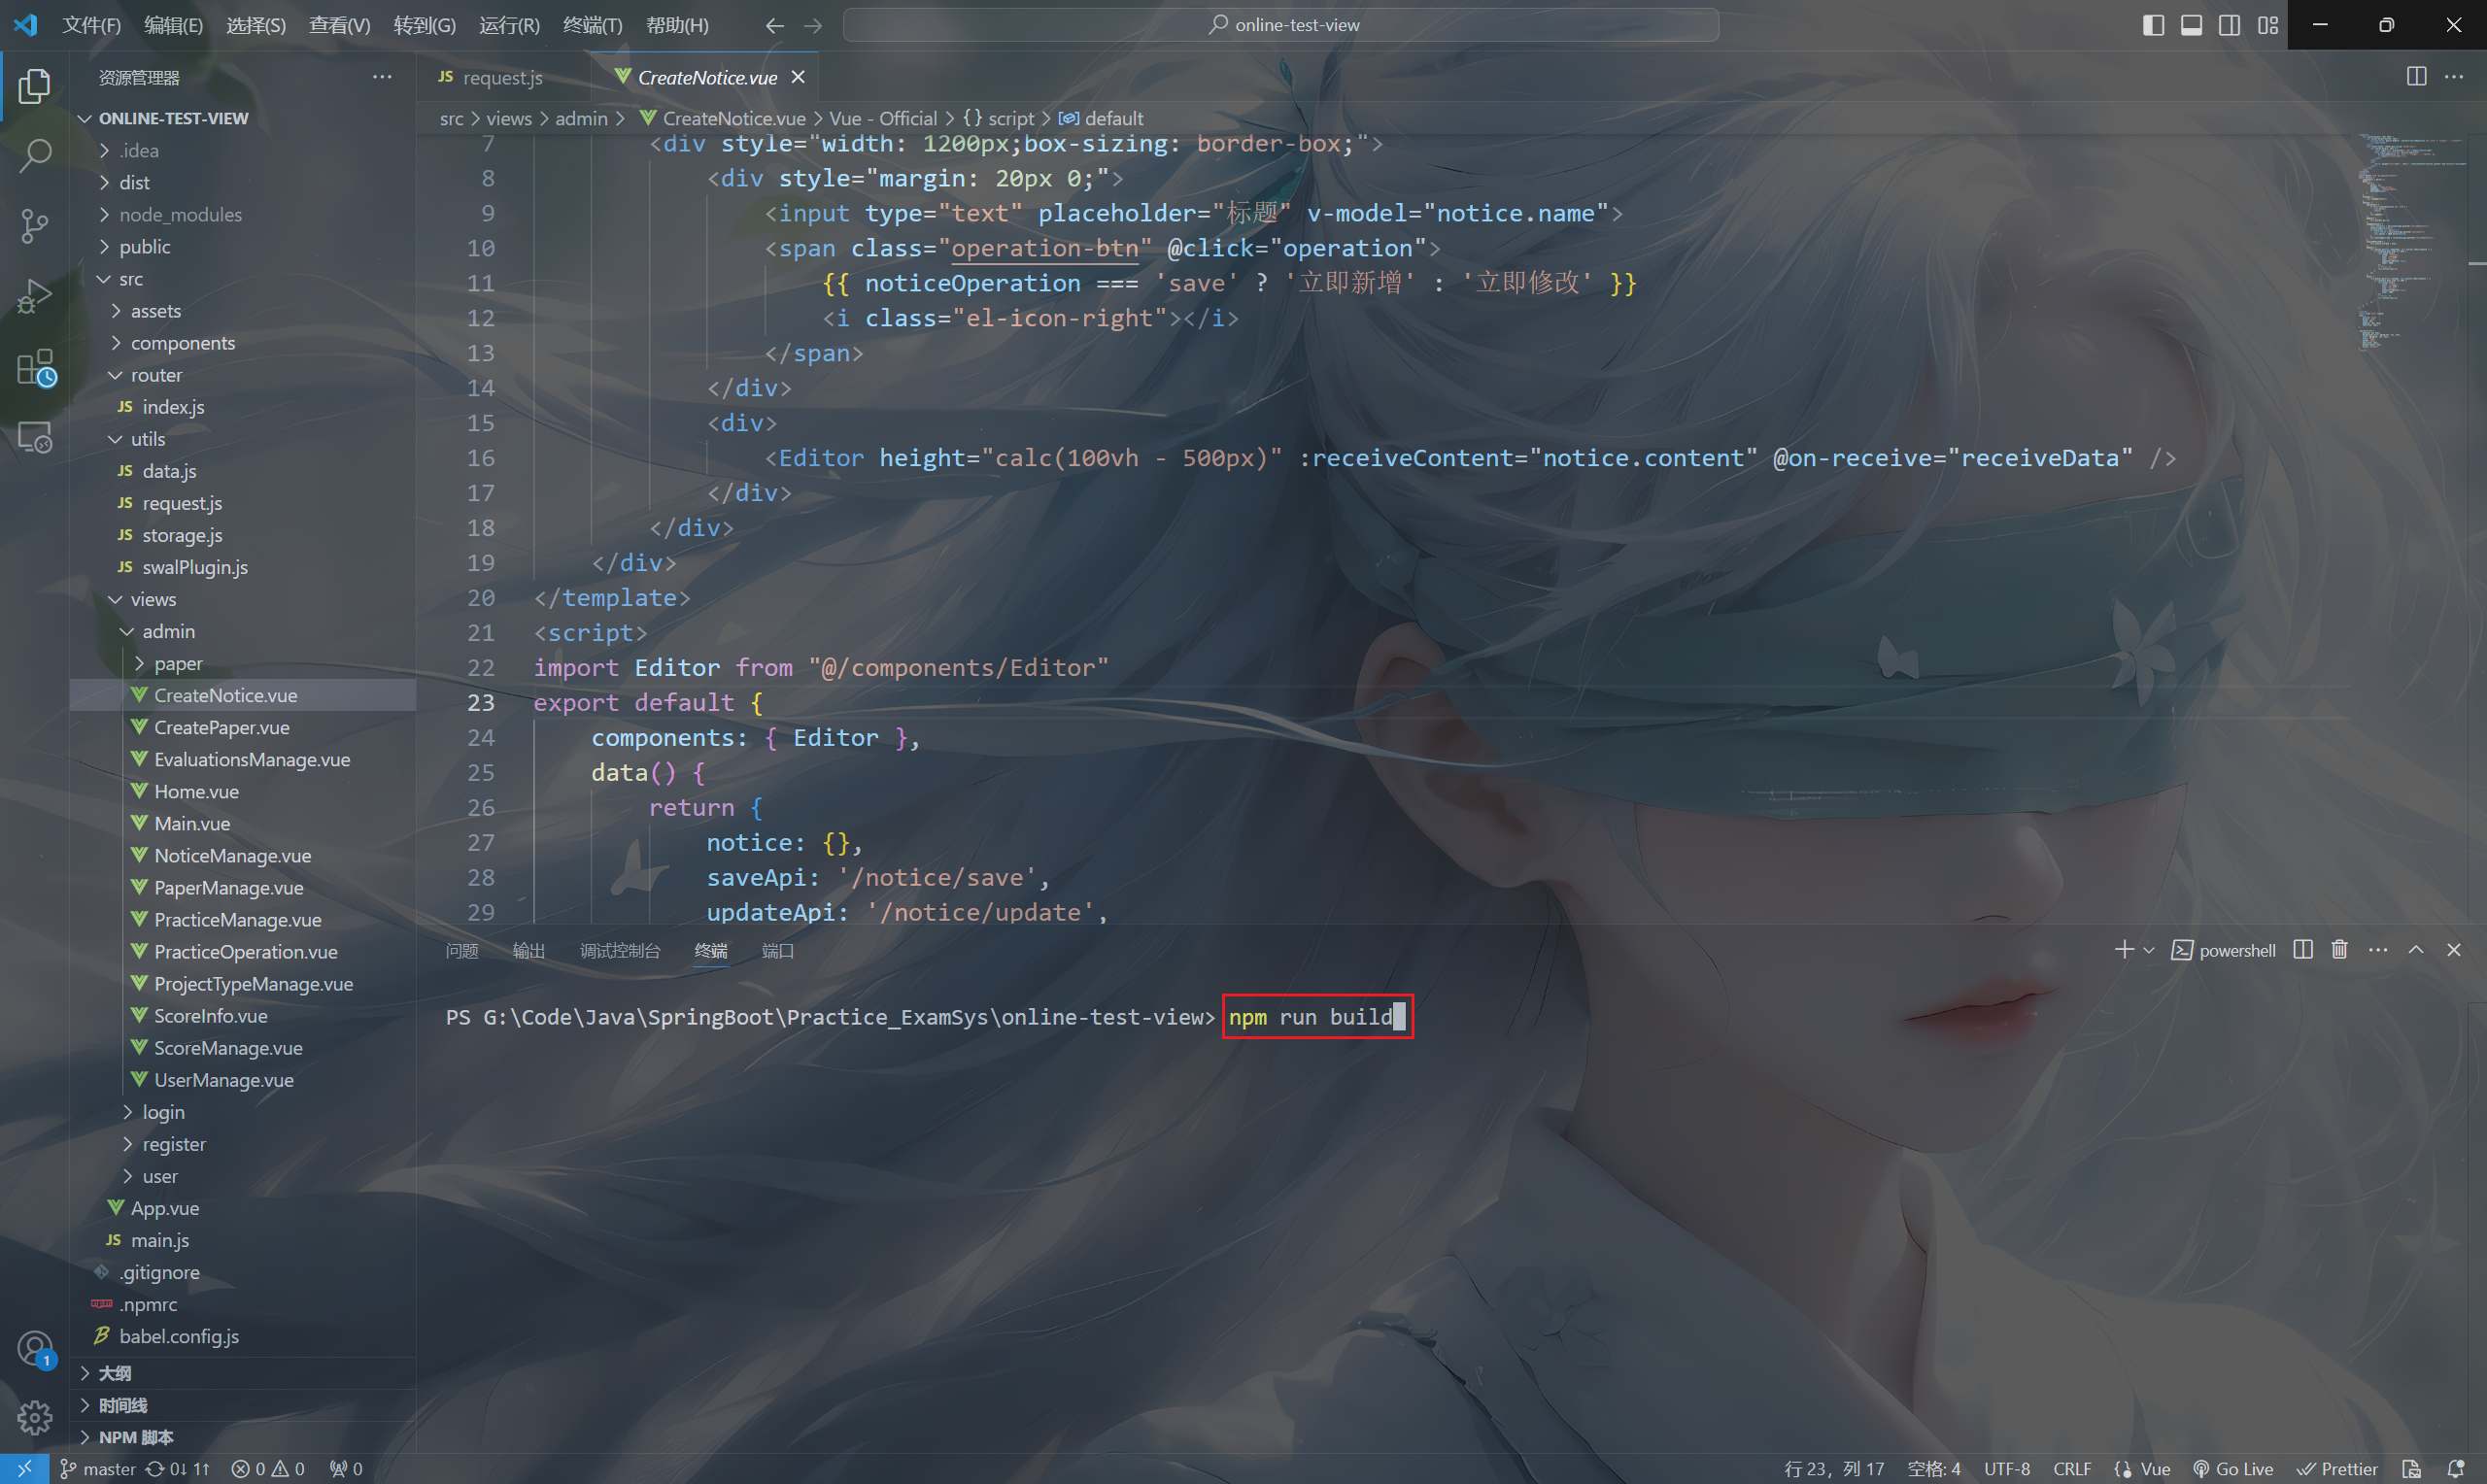 文件(F) 编辑(E) 选择(S) 查看(V) 转到(G) 运行(R) 终端(T) 帮助(H) online-test-view
资源管理器
ONLINE-TEST-VIEW
.idea
dist
node_modules
public
src
assets
components
router
JS index.js
utils
JS data.js
JS request.js
JS storage.js
JS swalPlugin.js
views
admin
paper
CreateNotice.vue
CreatePaper.vue
EvaluationsManage.vue
Home.vue
Main.vue
NoticeManage.vue
PaperManage.vue
PracticeManage.vue
PracticeOperation.vue
ProjectTypeManage.vue
ScoreInfo.vue
ScoreManage.vue
UserManage.vue
login
register
user
App.vue
JS main.js
.gitignore
npm .npmrc
babel.config.js
大纲
时间线
NPM 脚本
JS request.js CreateNotice.vue
src > views > admin > CreateNotice.vue > Vue - Official > {} script > default
7 <div style="width: 1200px;box-sizing: border-box;">
8 <div style="margin: 20px 0;">
9 <input type="text" placeholder="标题" v-model="notice.name">
10 <span class="operation-btn" @click="operation">
11 {{ noticeOperation === 'save' ? '立即新增' : '立即修改' }}
12 <i class="el-icon-right"></i>
13 </span>
14 </div>
15 <div>
16 <Editor height="calc(100vh - 500px)" :receiveContent="notice.content" @on-receive="receiveData" />
17 </div>
18 </div>
19 </div>
20 </template>
21 <script>
22 import Editor from "@/components/Editor"
23 export default {
24 components: { Editor },
25 data() {
26 return {
27 notice: {},
28 saveApi: '/notice/save',
29 updateApi: '/notice/update',
问题 输出 调试控制台 终端 端口 powershell
PS G:\Code\Java\SpringBoot\Practice_ExamSys\online-test-view> npm run build
1
master 0↓ 1↑ 0 0 0 行 23，列 17 空格: 4 UTF-8 CRLF {} Vue Go Live Prettier